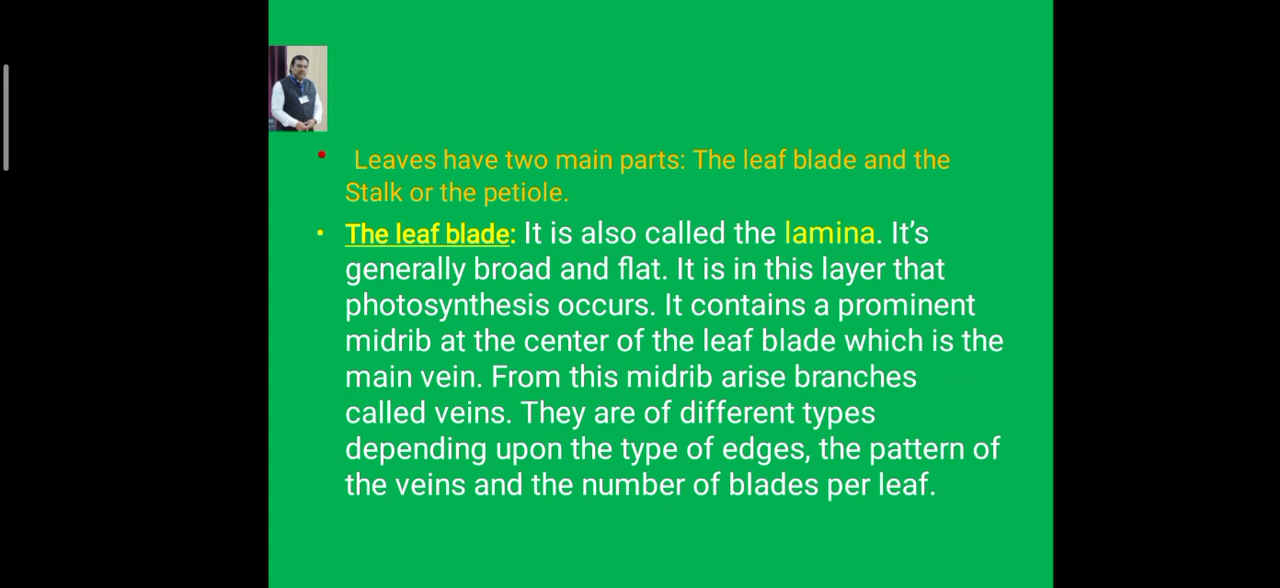 • Leaves have two main parts: The leaf blade and the
Stalk or the petiole.
• The leaf blade: It is also called the lamina. It’s
generally broad and flat. It is in this layer that
photosynthesis occurs. It contains a prominent
midrib at the center of the leaf blade which is the
main vein. From this midrib arise branches
called veins. They are of different types
depending upon the type of edges, the pattern of
the veins and the number of blades per leaf.